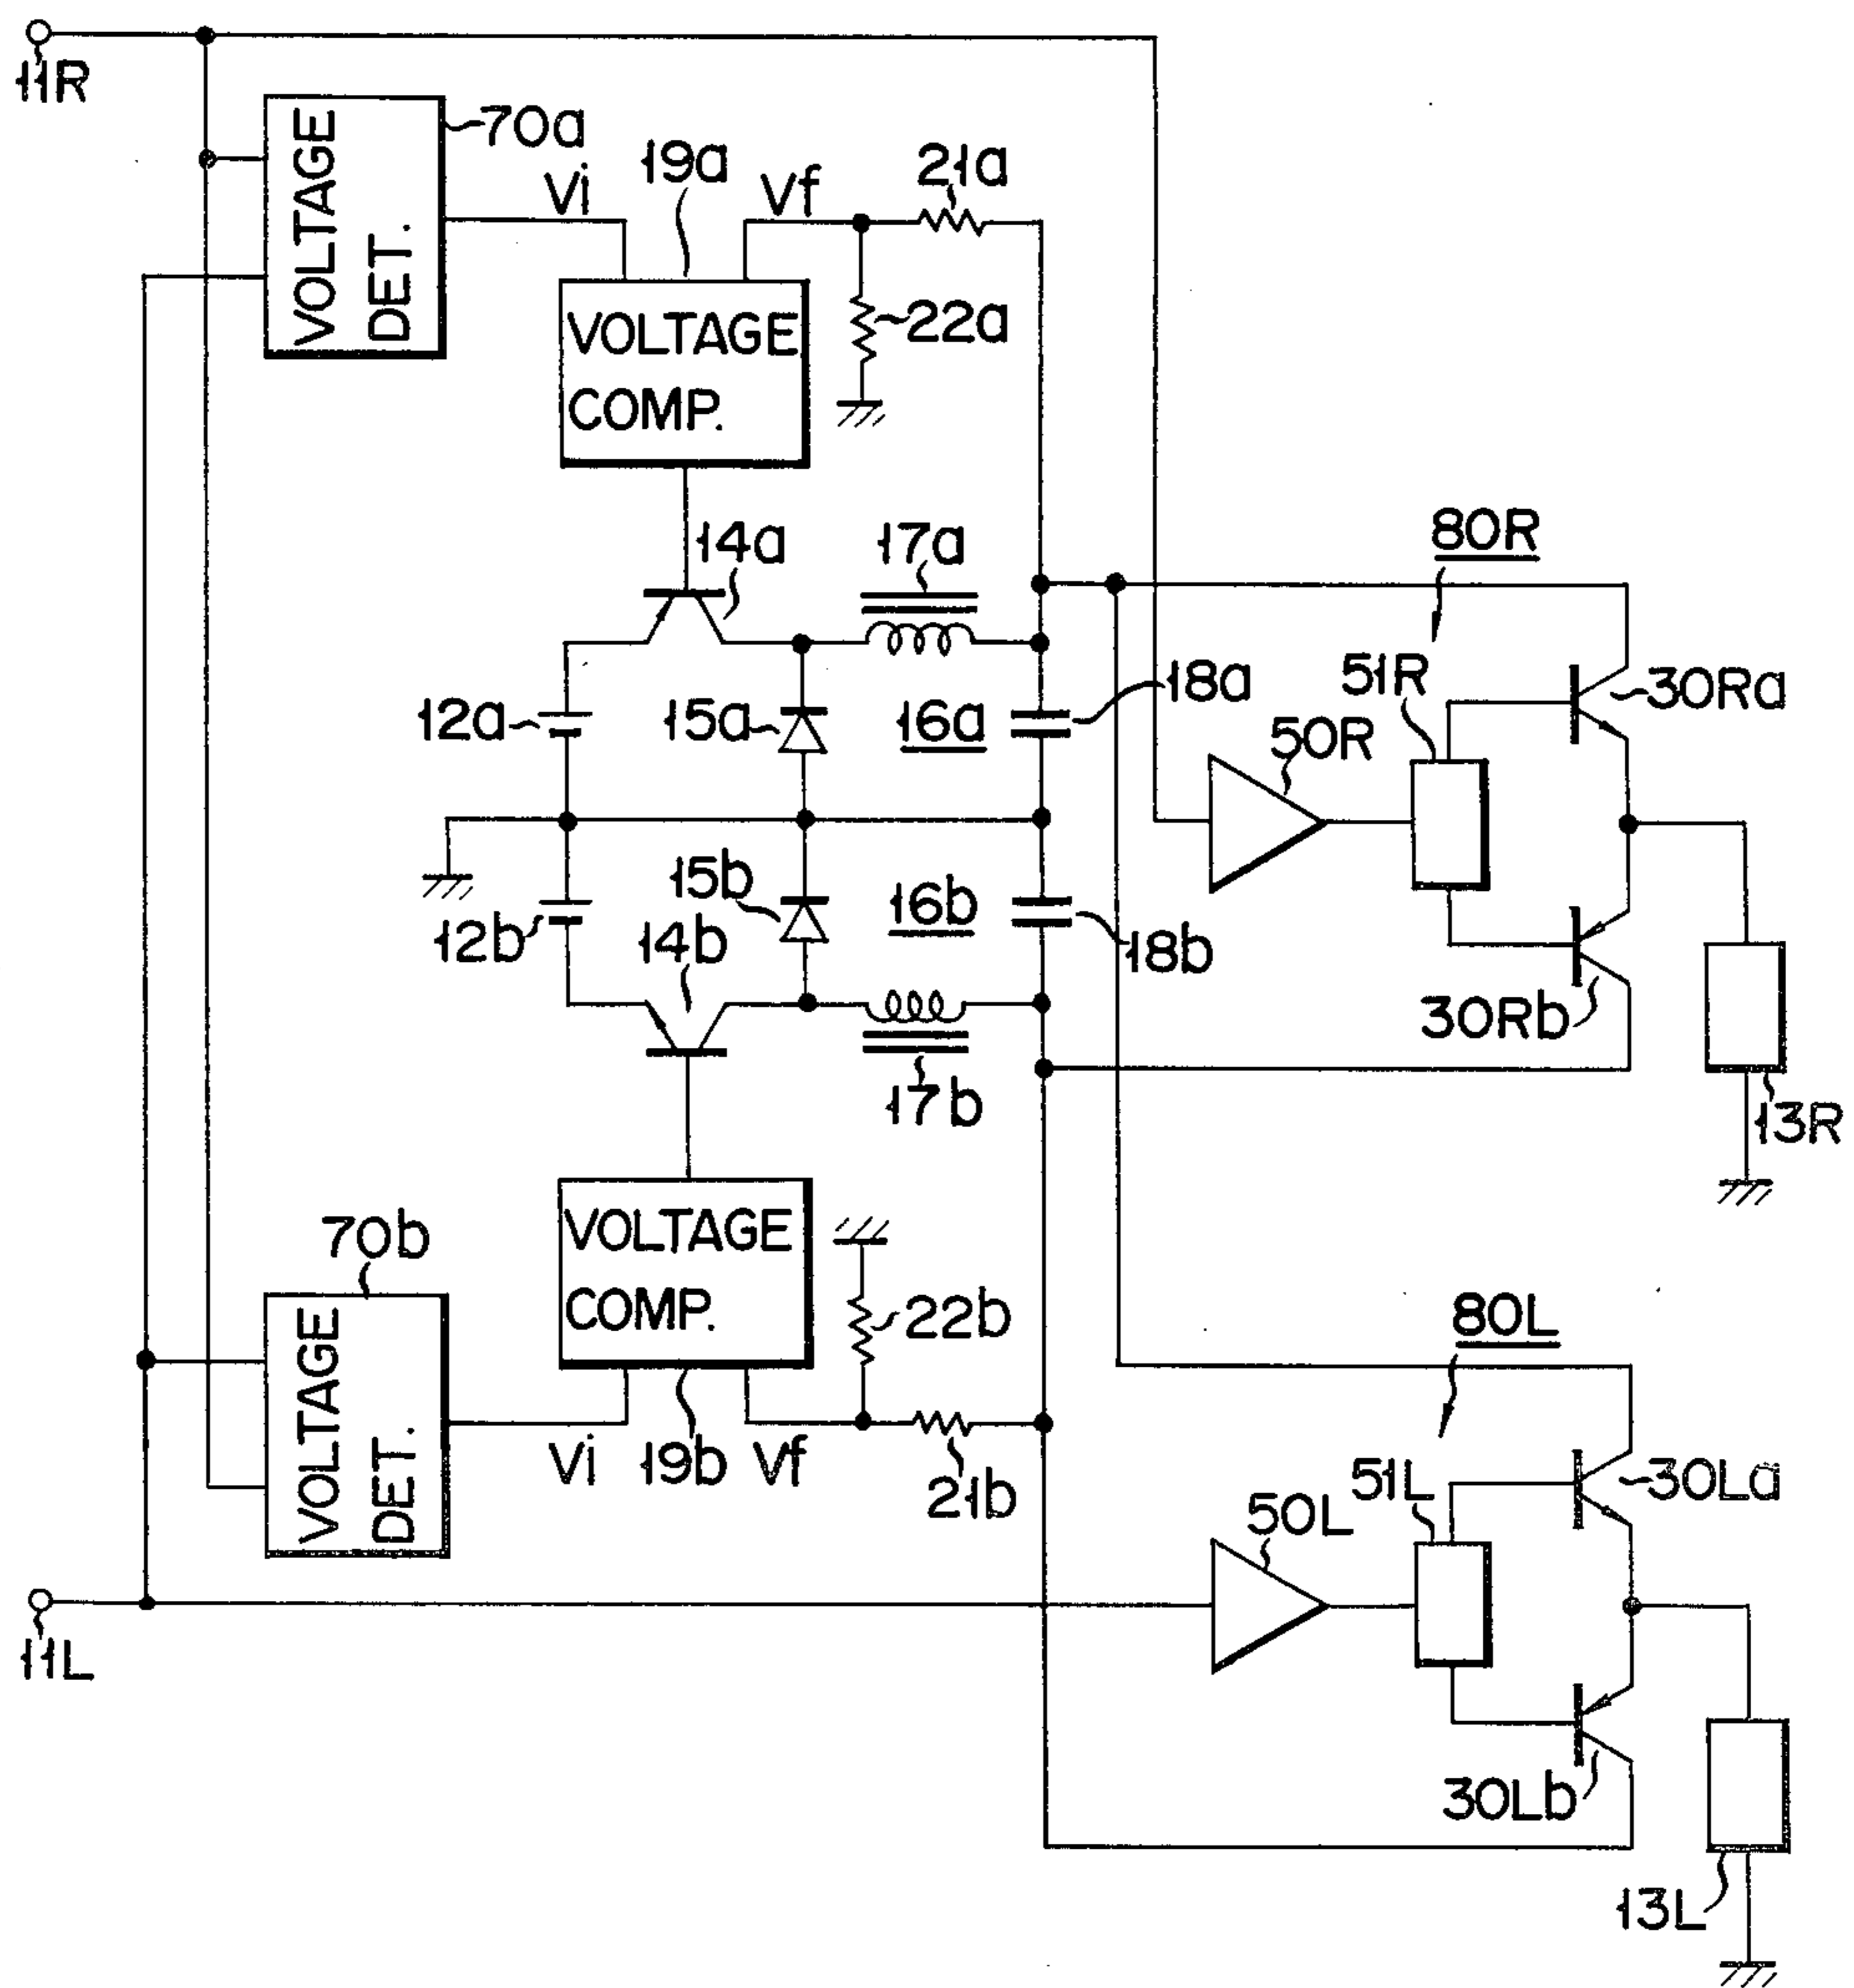 11R
70a
VOLTAGE
DET.
Vi
19a
Vf
21a
VOLTAGE
COMP.
22a
14a
17a
80R
12a
15a
16a
18a
51R
30Ra
50R
15b
16b
12b
14b
18b
30Rb
17b
13R
70b
VOLTAGE
COMP.
22b
80L
VOLTAGE
DET.
Vi
19b
Vf
21b
51L
30La
50L
11L
30Lb
13L